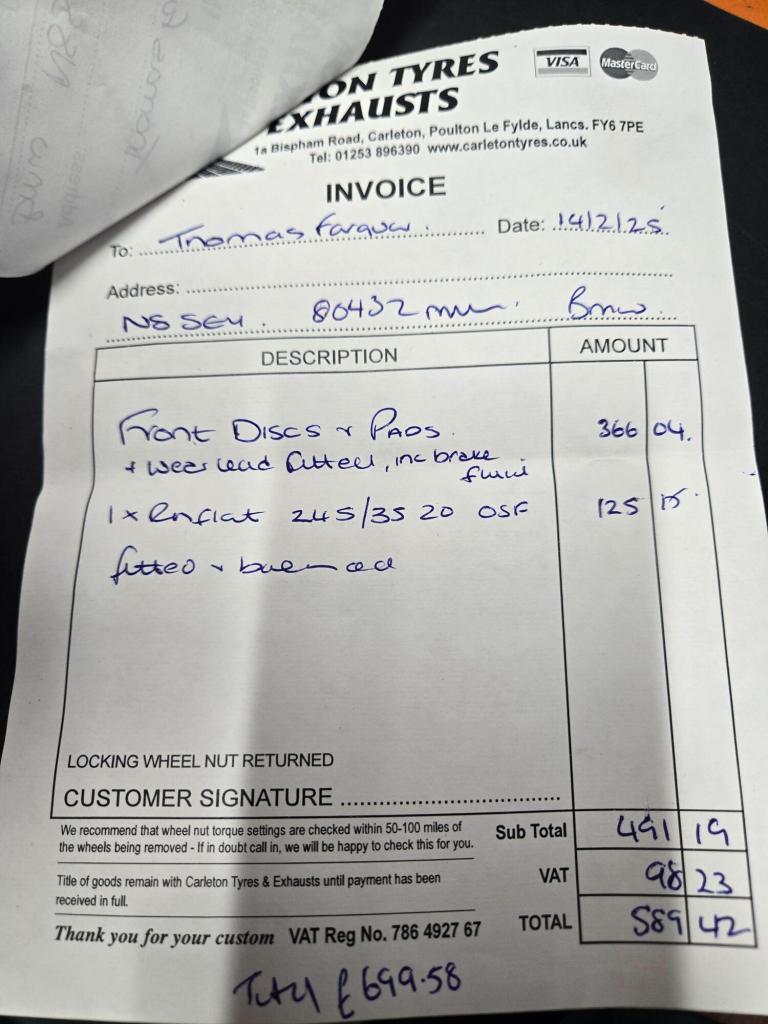 ON TYRES
EXHAUSTS
VISA
MasterCard
1a Bispham Road, Carleton, Poulton Le Fylde, Lancs. FY6 7PE
Tel: 01253 896390 www.carletontyres.co.uk
INVOICE
To: Thomas Farquar. Date: 14/2/25
Address:
N8 SEY. 80432 Bmw
DESCRIPTION AMOUNT
Front Discs & Pads. 366 04.
+ wear lead fitted, inc brake
fluid
1x Runflat 245/35 20 OSF 125 15
fitted & balanced
LOCKING WHEEL NUT RETURNED
CUSTOMER SIGNATURE
We recommend that wheel nut torque settings are checked within 50-100 miles of
the wheels being removed - If in doubt call in, we will be happy to check this for you.
Sub Total 491 19
Title of goods remain with Carleton Tyres & Exhausts until payment has been
received in full.
VAT 98 23
Thank you for your custom VAT Reg No. 786 4927 67
TOTAL 589 42
Total £699.58